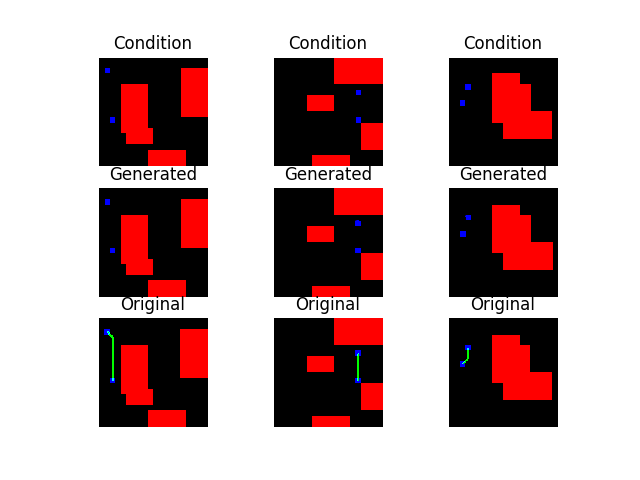 Condition Condition Condition
Generated Generated Generated
Original Original Original